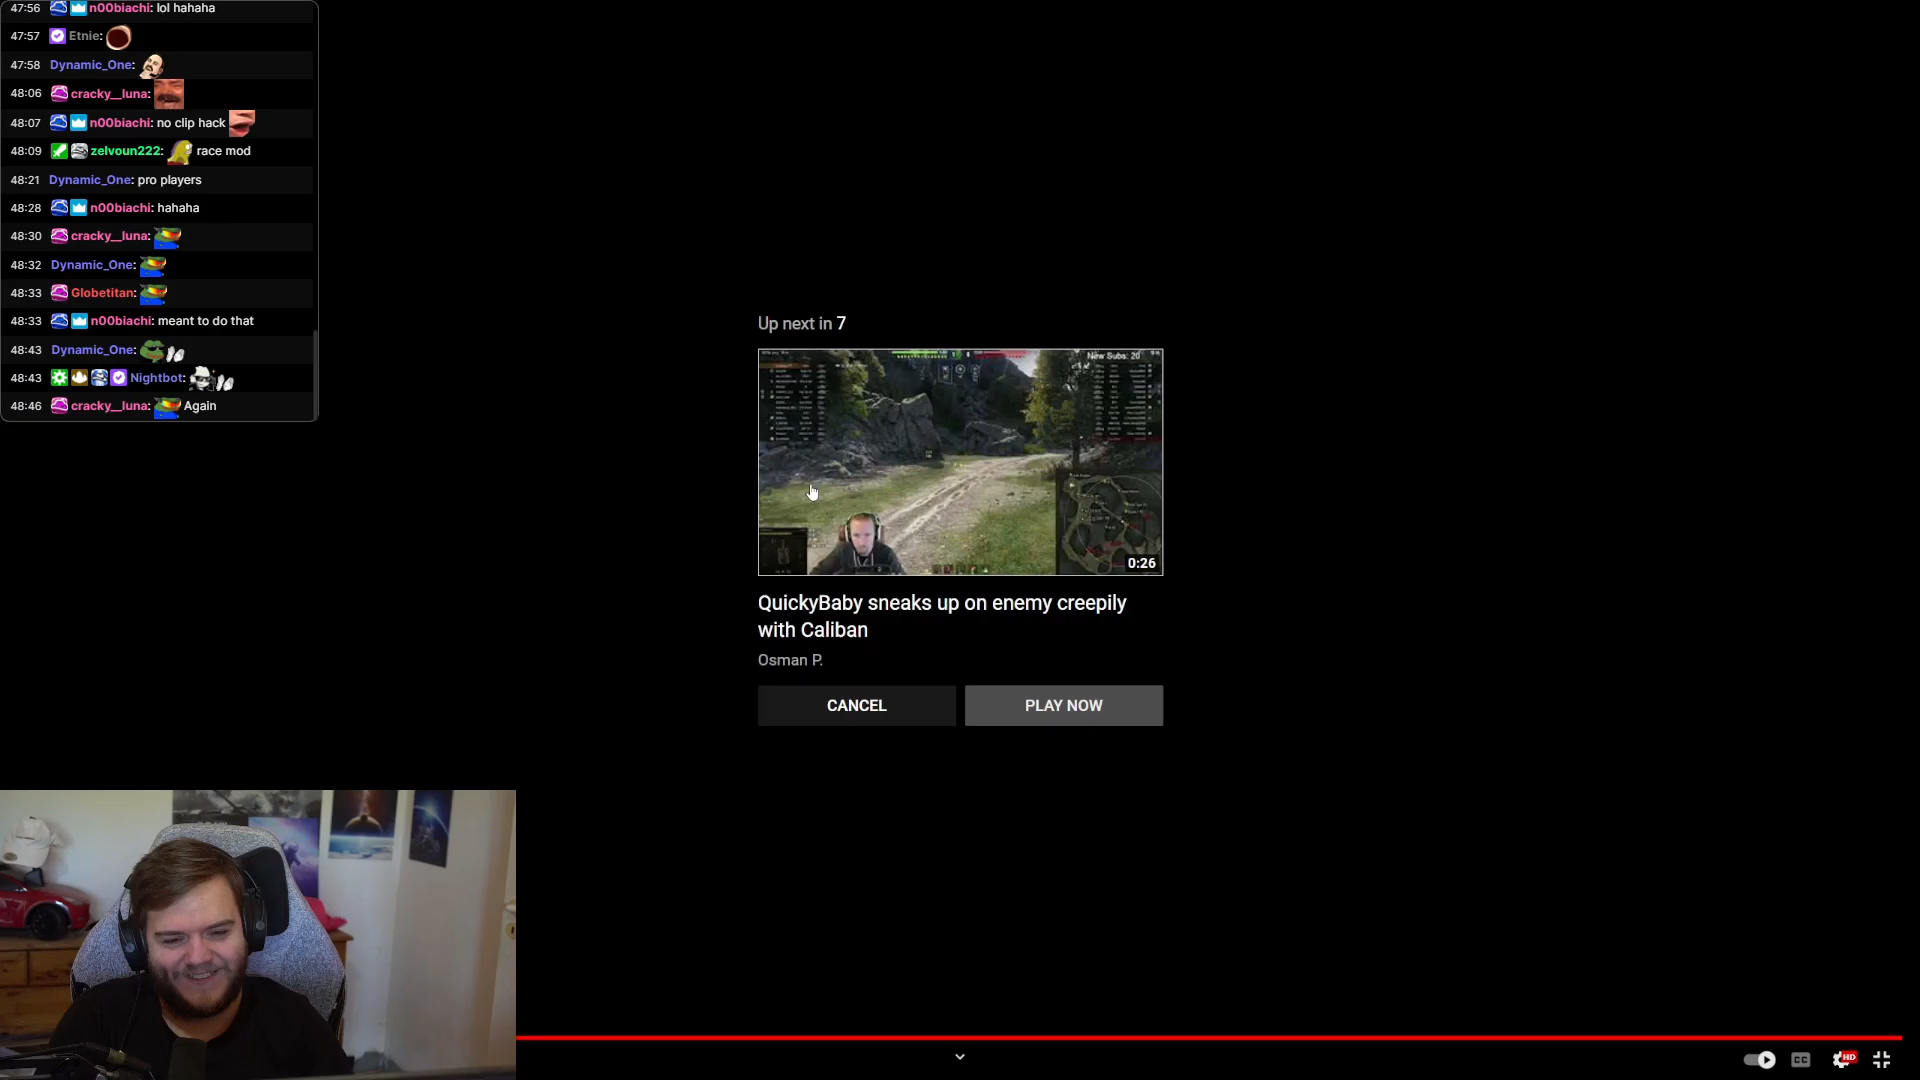 47:56 n00biachi: lol hahaha
47:57 Etnie:
47:58 Dynamic_One:
48:06 cracky__luna:
48:07 n00biachi: no clip hack
48:09 zelvoun222: race mod
48:21 Dynamic_One: pro players
48:28 n00biachi: hahaha
48:30 cracky__luna:
48:32 Dynamic_One:
48:33 Globetitan:
48:33 n00biachi: meant to do that
48:43 Dynamic_One:
48:43 Nightbot:
48:46 cracky__luna: Again
Up next in 7
New Subs: 20
0:26
QuickyBaby sneaks up on enemy creepily
with Caliban
Osman P.
CANCEL
PLAY NOW
CC
HD